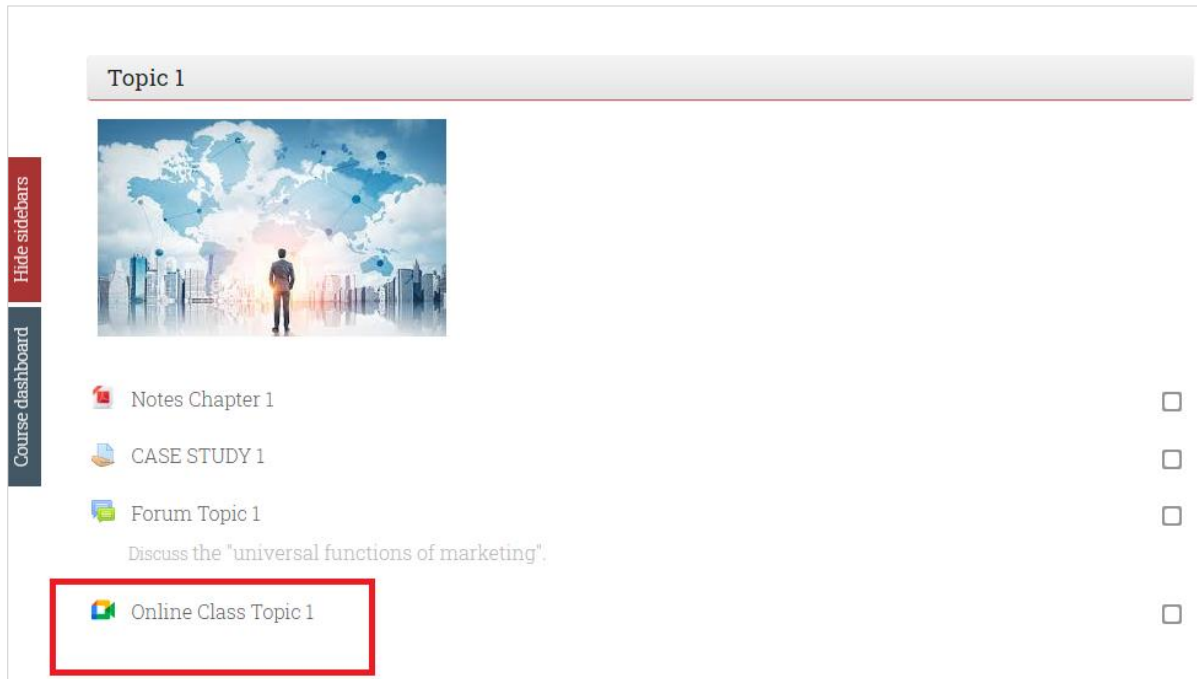 Topic 1
Hide sidebars
Course dashboard
Notes Chapter 1
CASE STUDY 1
Forum Topic 1
Discuss the "universal functions of marketing".
Online Class Topic 1